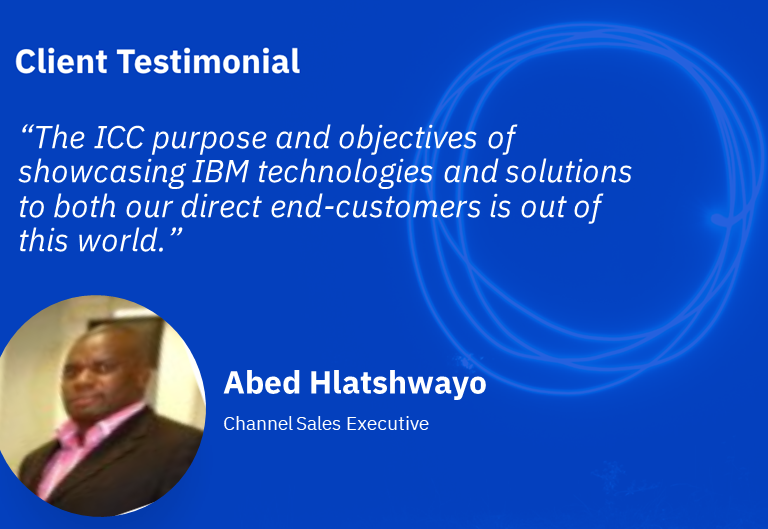 Client Testimonial
“The ICC purpose and objectives of
showcasing IBM technologies and solutions
to both our direct end-customers is out of
this world.”
Abed Hlatshwayo
Channel Sales Executive